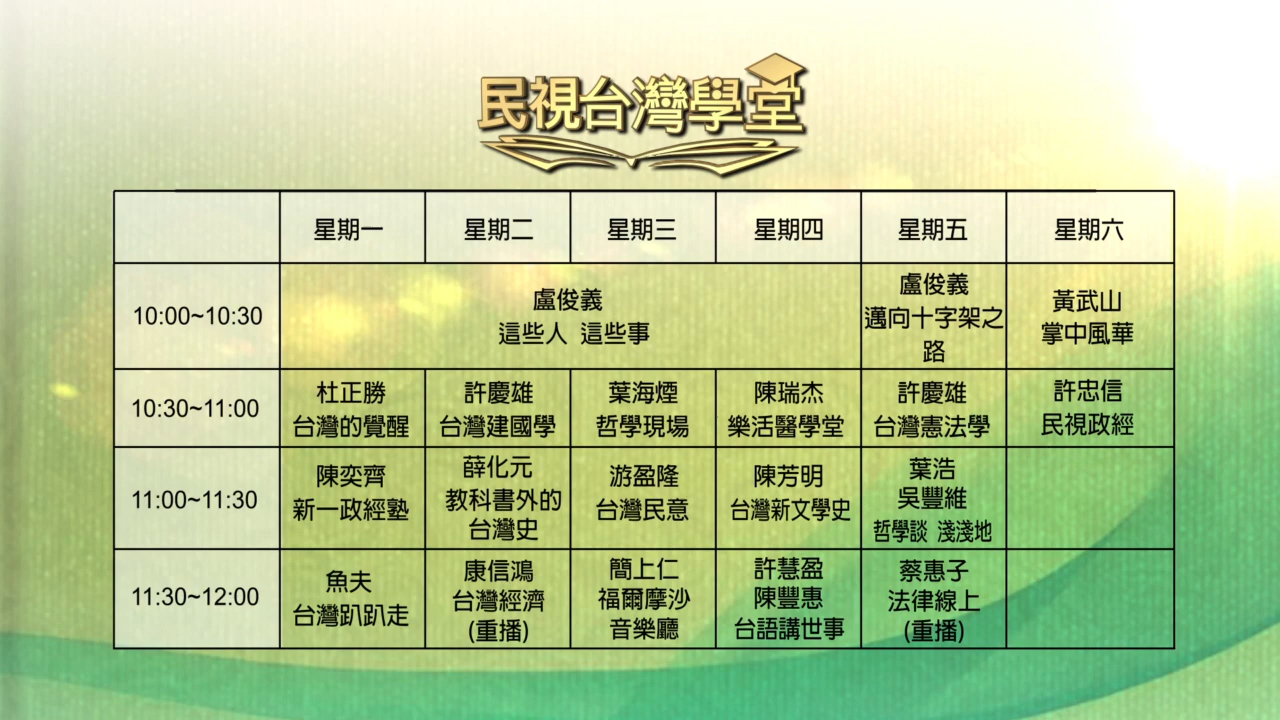 民視台灣學堂
星期一 星期二 星期三 星期四 星期五 星期六
10:00~10:30
盧俊義
這些人 這些事
盧俊義
邁向十字架之
路
黃武山
掌中風華
10:30~11:00
杜正勝
台灣的覺醒
許慶雄
台灣建國學
葉海煙
哲學現場
陳瑞杰
樂活醫學堂
許慶雄
台灣憲法學
許忠信
民視政經
11:00~11:30
陳奕齊
新一政經塾
薛化元
教科書外的
台灣史
游盈隆
台灣民意
陳芳明
台灣新文學史
葉浩
吳豐維
哲學談 淺淺地
11:30~12:00
魚夫
台灣趴趴走
康信鴻
台灣經濟
(重播)
簡上仁
福爾摩沙
音樂廳
許慧盈
陳豐惠
台語講世事
蔡惠子
法律線上
(重播)